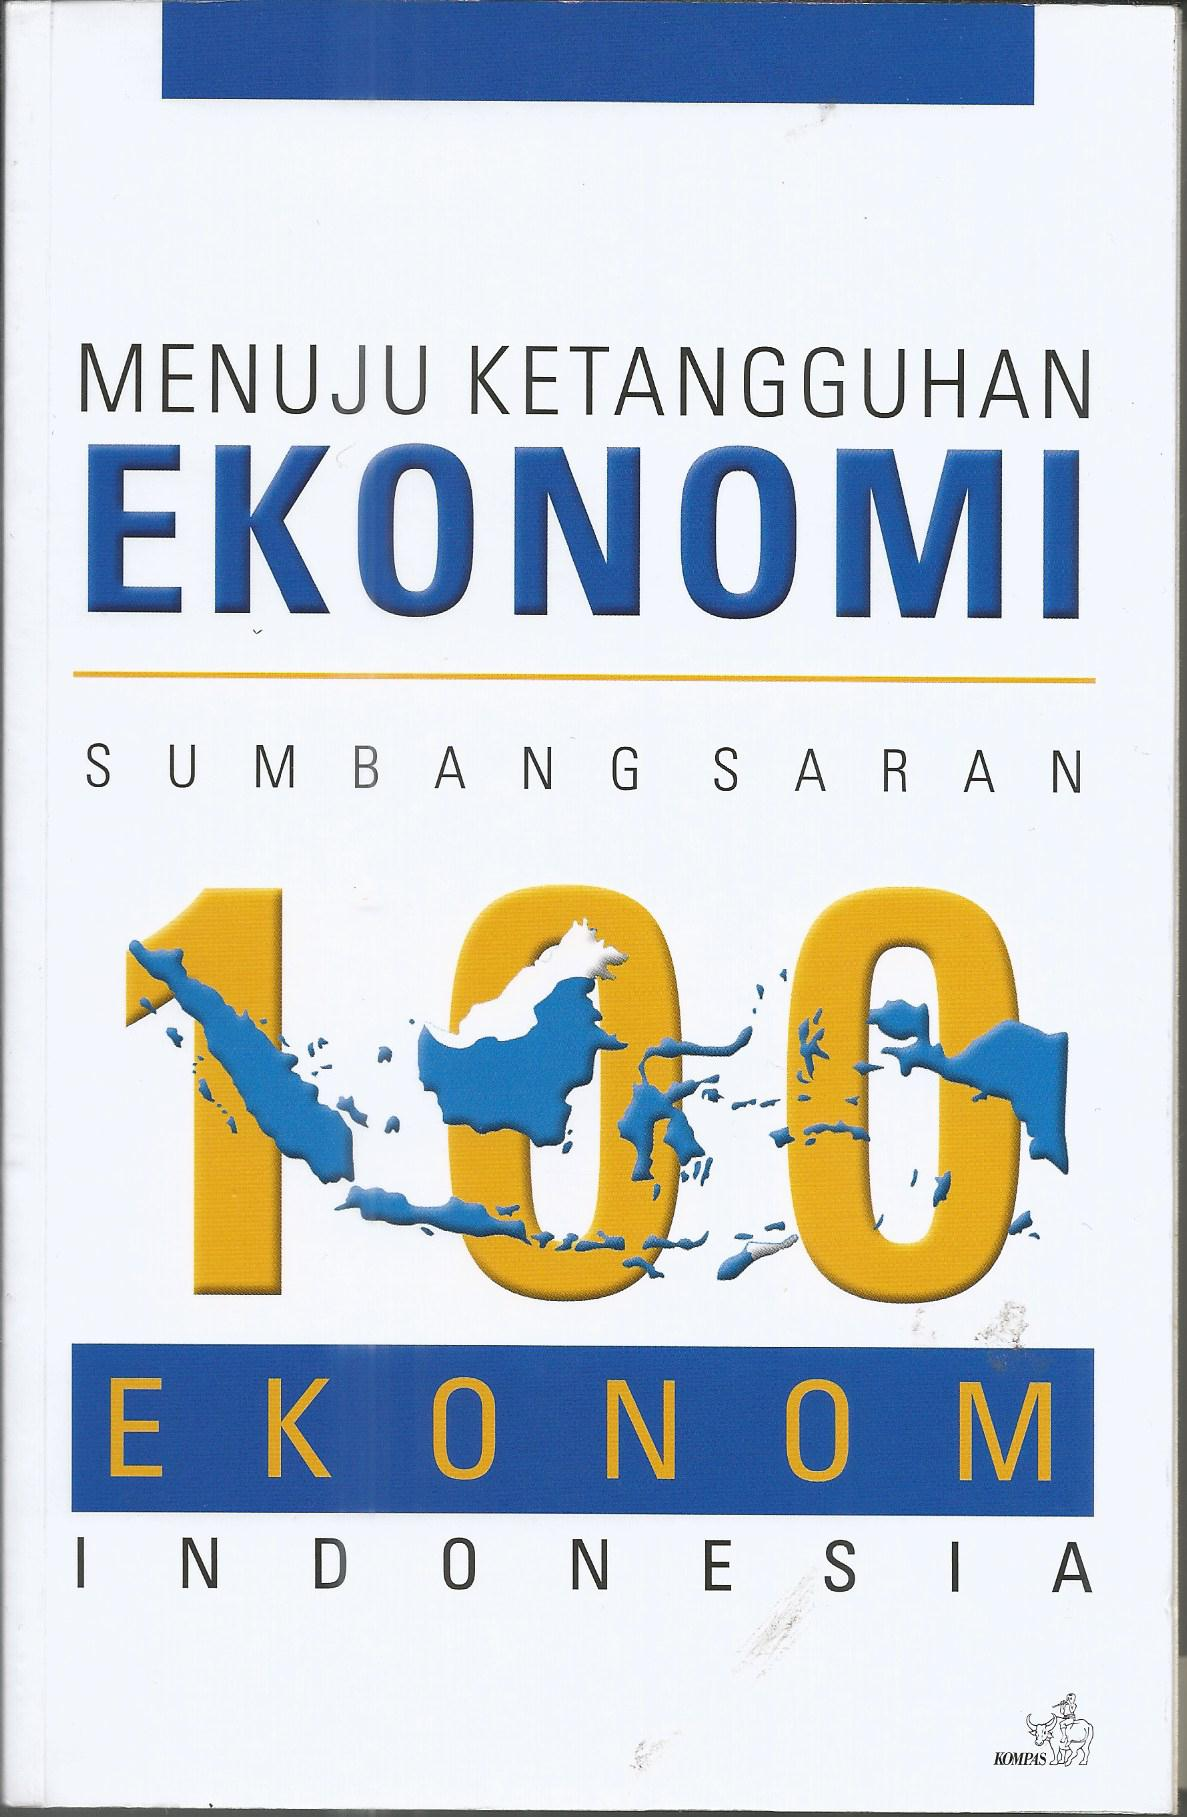 MENUJU KETANGGUHAN
EKONOMI
SUMBANG SARAN
100
EKONOM
INDONESIA
KOMPAS